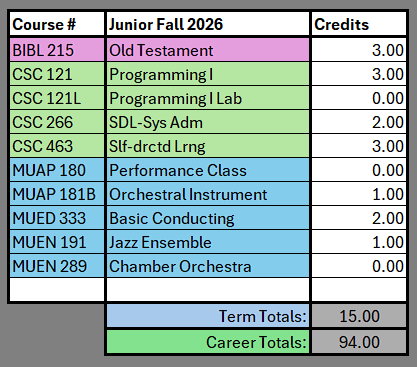 Course # Junior Fall 2026 Credits
BIBL 215 Old Testament 3.00
CSC 121 Programming I 3.00
CSC 121L Programming I Lab 0.00
CSC 266 SDL-Sys Adm 2.00
CSC 463 Slf-drctd Lrng 3.00
MUAP 180 Performance Class 0.00
MUAP 181B Orchestral Instrument 1.00
MUED 333 Basic Conducting 2.00
MUEN 191 Jazz Ensemble 1.00
MUEN 289 Chamber Orchestra 0.00
Term Totals: 15.00
Career Totals: 94.00